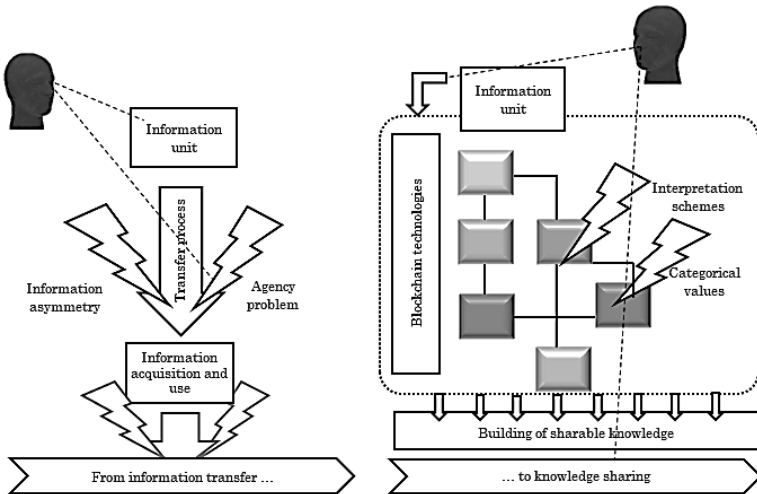 Information
unit
Transfer process
Information
asymmetry
Agency
problem
Information
acquisition and
use
From information transfer ...
Information
unit
Blockchain technologies
Interpretation
schemes
Categorical
values
Building of sharable knowledge
... to knowledge sharing